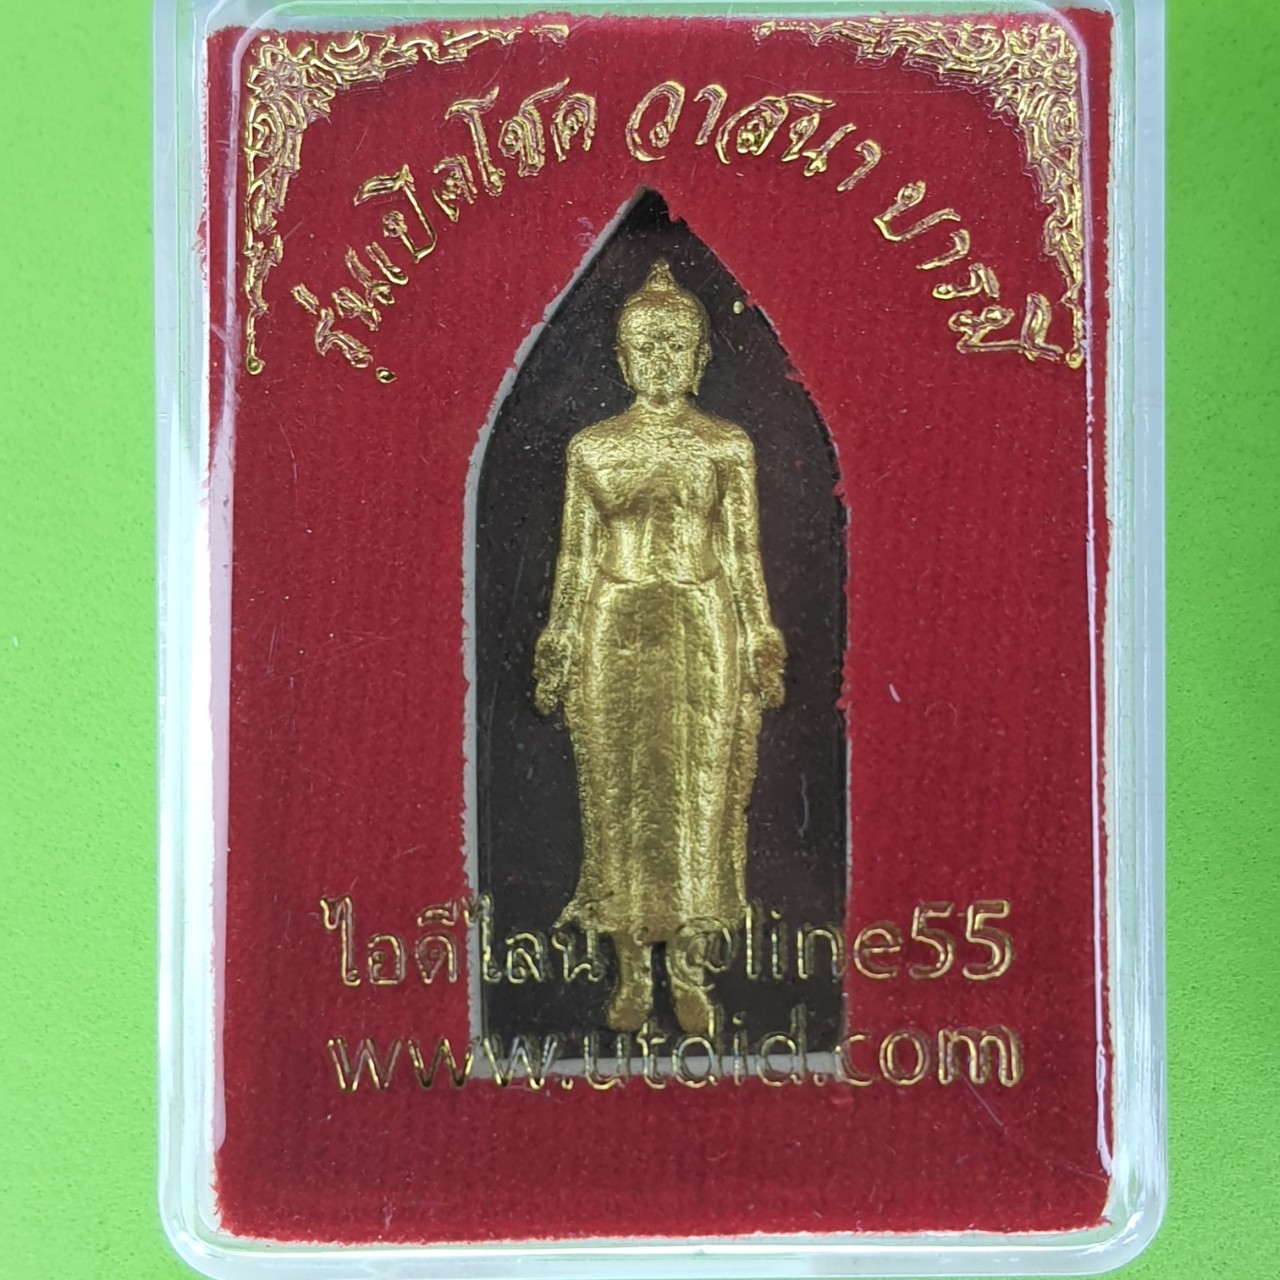 รุ่นเปิดโชค วาสนา บารมี
ไอดีไลน์ : @line55
www.utdid.com